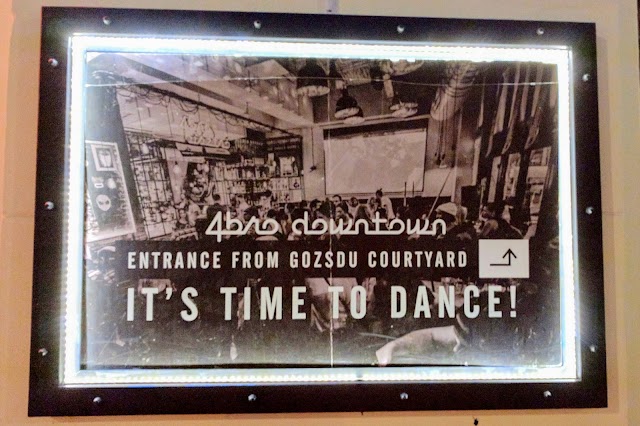 4bro downtown
ENTRANCE FROM GOZSDU COURTYARD
IT'S TIME TO DANCE!